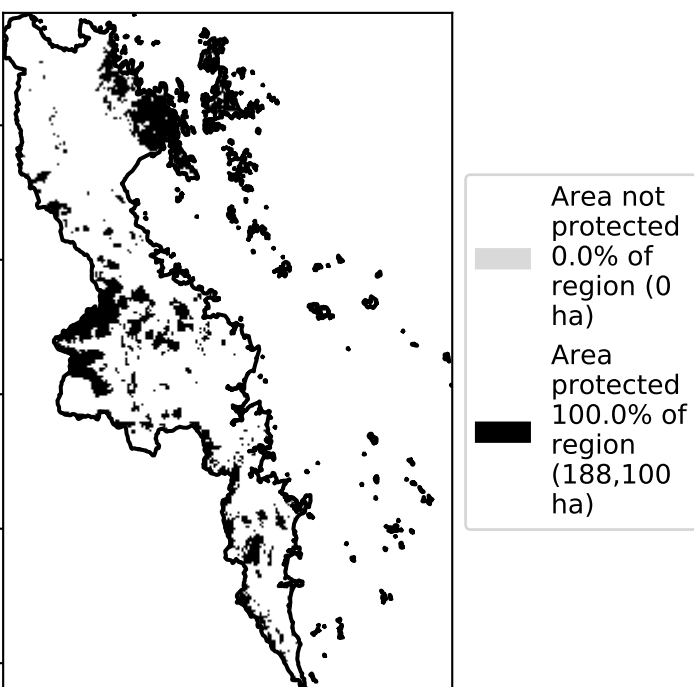 Area not
protected
0.0% of
region (0
ha)
Area
protected
100.0% of
region
(188,100
ha)